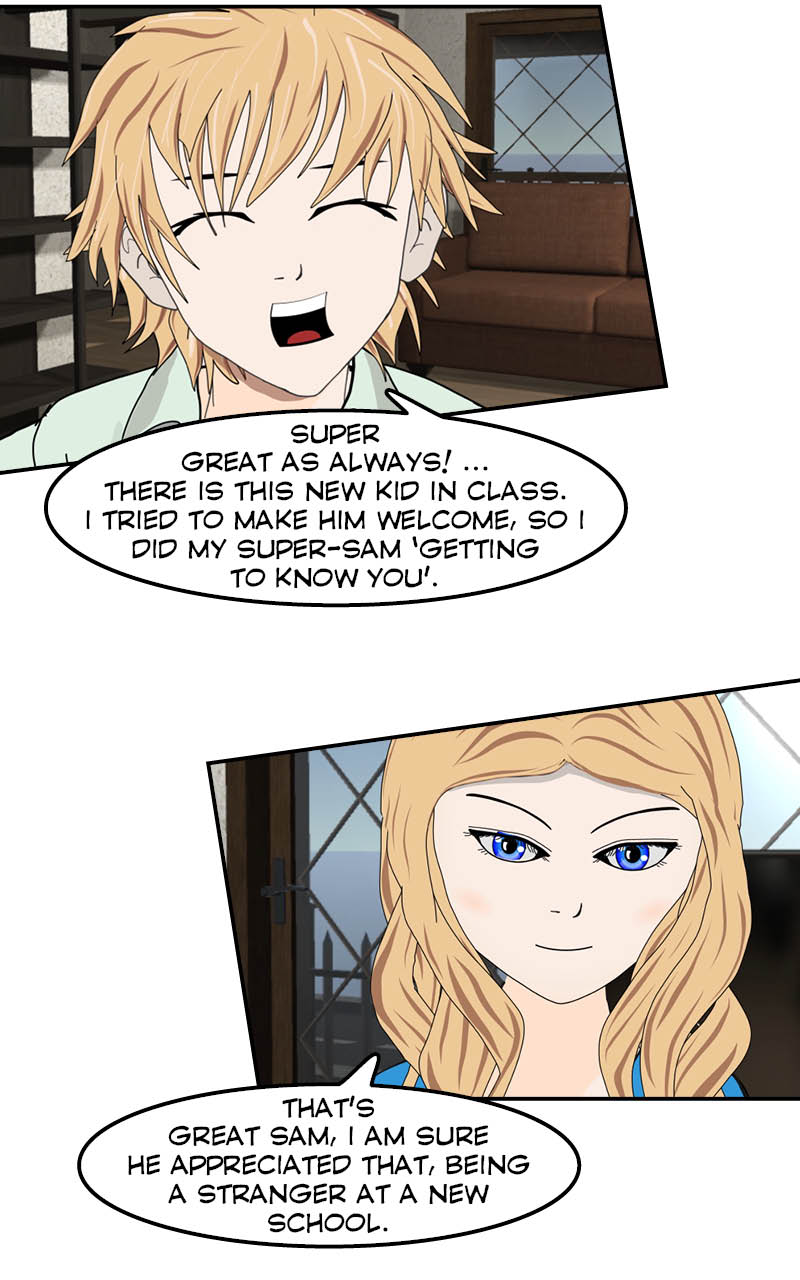 SUPER
GREAT AS ALWAYS! ...
THERE IS THIS NEW KID IN CLASS.
I TRIED TO MAKE HIM WELCOME, SO I
DID MY SUPER-SAM ‘GETTING
TO KNOW YOU’.
THAT'S
GREAT SAM, I AM SURE
HE APPRECIATED THAT, BEING
A STRANGER AT A NEW
SCHOOL.